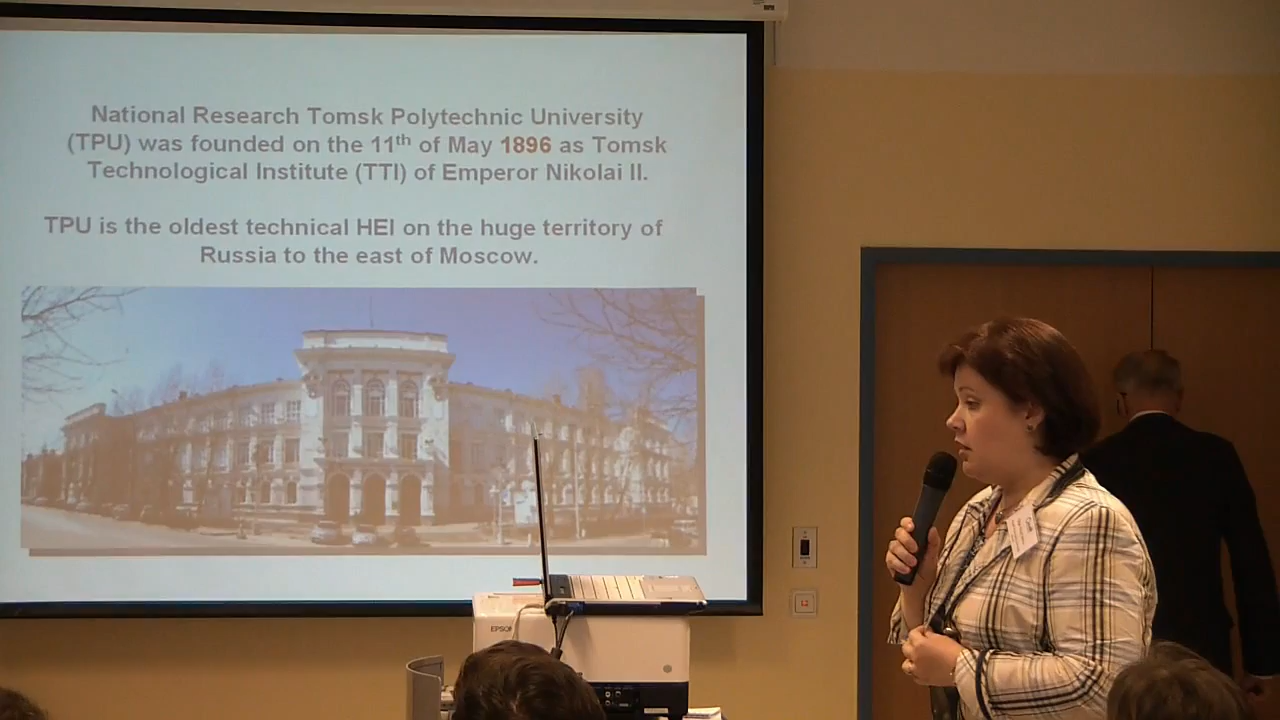 National Research Tomsk Polytechnic University
(TPU) was founded on the 11th of May 1896 as Tomsk
Technological Institute (TTI) of Emperor Nikolai II.
TPU is the oldest technical HEI on the huge territory of
Russia to the east of Moscow.
EPSON